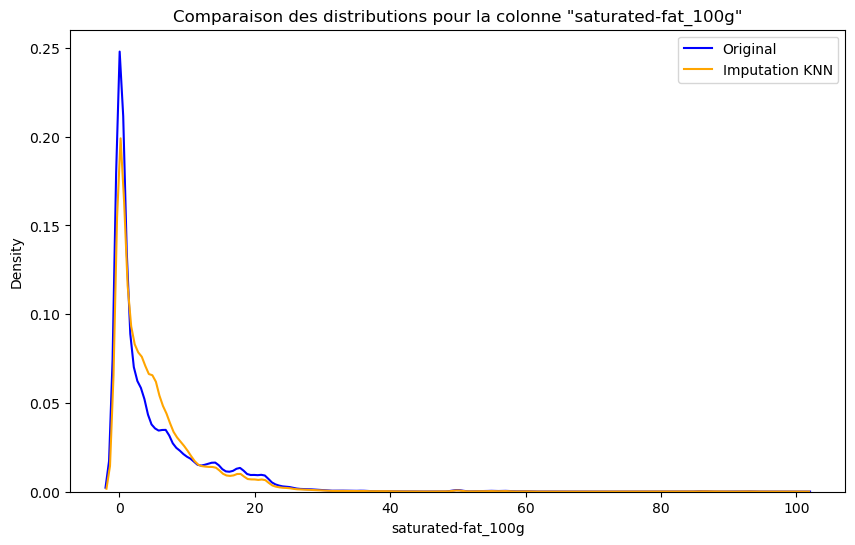 Comparaison des distributions pour la colonne "saturated-fat_100g"
Original
Imputation KNN
Density
0.25
0.20
0.15
0.10
0.05
0.00
0
20
40
60
80
100
saturated-fat_100g